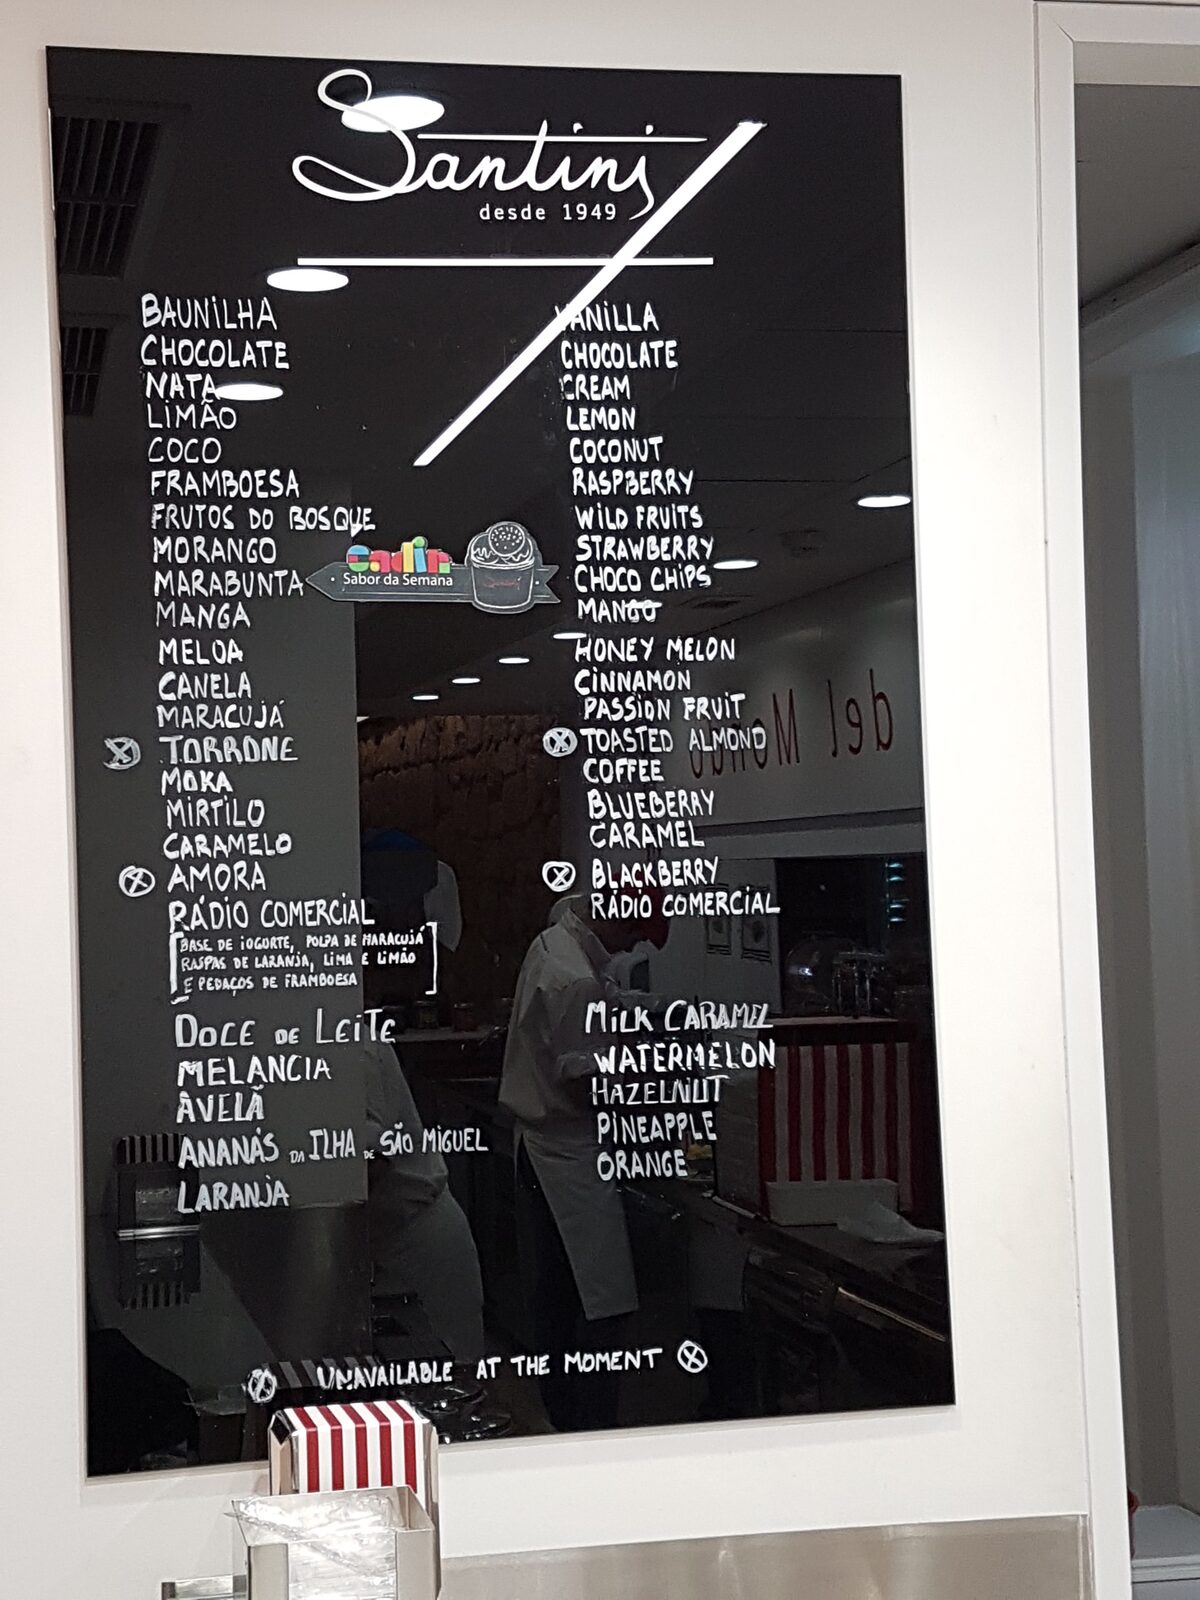 Santini
desde 1949
BAUNILHA
CHOCOLATE
NATA
LIMÃO
COCO
FRAMBOESA
FRUTOS DO BOSQUE
MORANGO
MARABUNTA
MANGA
MELOA
CANELA
MARACUJÁ
TORRONE
MOKA
MIRTILO
CARAMELO
AMORA
RÁDIO COMERCIAL
BASE DE IOGURTE, POLPA DE MARACUJÁ
RASPAS DE LARANJA, LIMA E LIMÃO
E PEDAÇOS DE FRAMBOESA
DOCE DE LEITE
MELANCIA
AVELÃ
ANANÁS DA ILHA DE SÃO MIGUEL
LARANJA
Sabor da Semana
VANILLA
CHOCOLATE
CREAM
LEMON
COCONUT
RASPBERRY
WILD FRUITS
STRAWBERRY
CHOCO CHIPS
MANGO
HONEY MELON
CINNAMON
PASSION FRUIT
TOASTED ALMOND
COFFEE
BLUEBERRY
CARAMEL
BLACKBERRY
RÁDIO COMERCIAL
MILK CARAMEL
WATERMELON
HAZELNUT
PINEAPPLE
ORANGE
UNAVAILABLE AT THE MOMENT
del Mondo